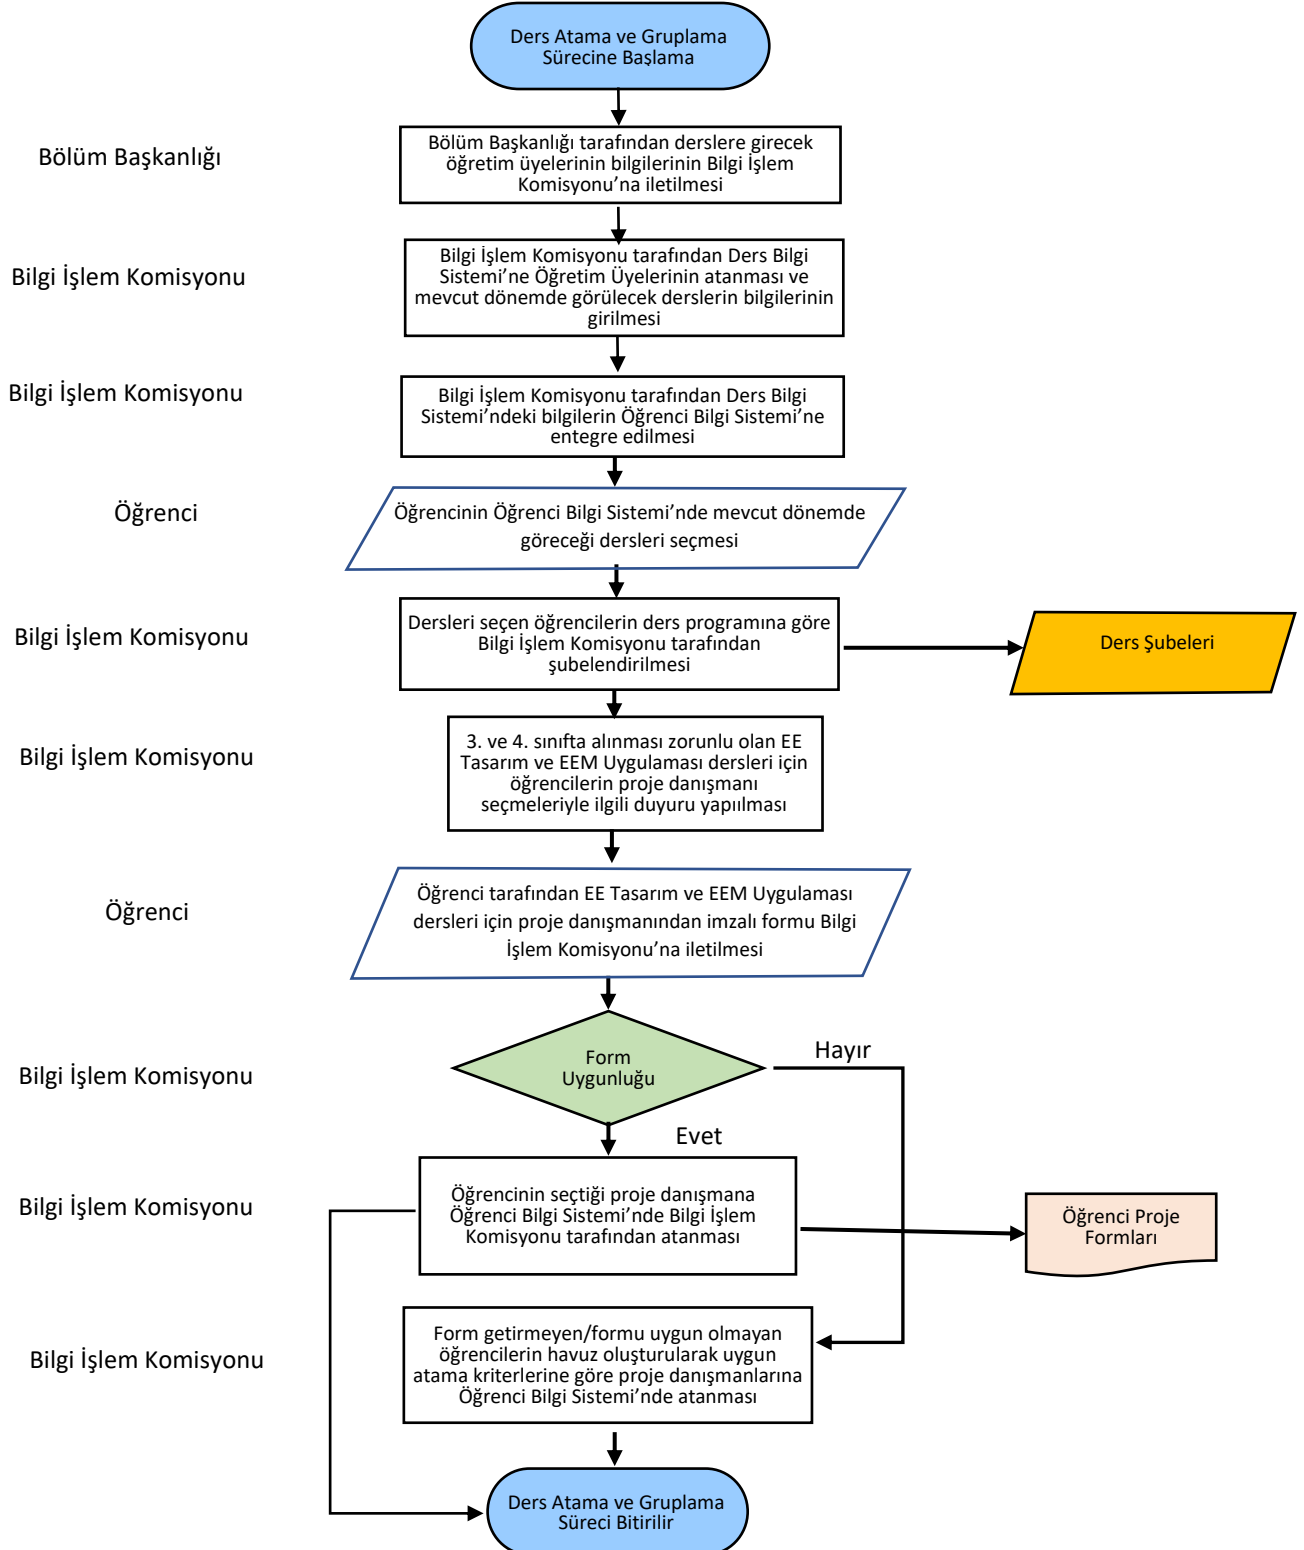 Ders Atama ve Gruplama
Sürecine Başlama
Bölüm Başkanlığı
Bölüm Başkanlığı tarafından derslere girecek
öğretim üyelerinin bilgilerinin Bilgi İşlem
Komisyonu’na iletilmesi
Bilgi İşlem Komisyonu
Bilgi İşlem Komisyonu tarafından Ders Bilgi
Sistemi’ne Öğretim Üyelerinin atanması ve
mevcut dönemde görülecek derslerin bilgilerinin
girilmesi
Bilgi İşlem Komisyonu
Bilgi İşlem Komisyonu tarafından Ders Bilgi
Sistemi’ndeki bilgilerin Öğrenci Bilgi Sistemi’ne
entegre edilmesi
Öğrenci
Öğrencinin Öğrenci Bilgi Sistemi’nde mevcut dönemde
göreceği dersleri seçmesi
Bilgi İşlem Komisyonu
Dersleri seçen öğrencilerin ders programına göre
Bilgi İşlem Komisyonu tarafından
şubelendirilmesi
Ders Şubeleri
Bilgi İşlem Komisyonu
3. ve 4. sınıfta alınması zorunlu olan EE
Tasarım ve EEM Uygulaması dersleri için
öğrencilerin proje danışmanı
seçmeleriyle ilgili duyuru yapıılması
Öğrenci
Öğrenci tarafından EE Tasarım ve EEM Uygulaması
dersleri için proje danışmanından imzalı formu Bilgi
İşlem Komisyonu’na iletilmesi
Bilgi İşlem Komisyonu
Form
Uygunluğu
Hayır
Evet
Bilgi İşlem Komisyonu
Öğrencinin seçtiği proje danışmana
Öğrenci Bilgi Sistemi’nde Bilgi İşlem
Komisyonu tarafından atanması
Öğrenci Proje
Formları
Bilgi İşlem Komisyonu
Form getirmeyen/formu uygun olmayan
öğrencilerin havuz oluşturularak uygun
atama kriterlerine göre proje danışmanlarına
Öğrenci Bilgi Sistemi’nde atanması
Ders Atama ve Gruplama
Süreci Bitirilir